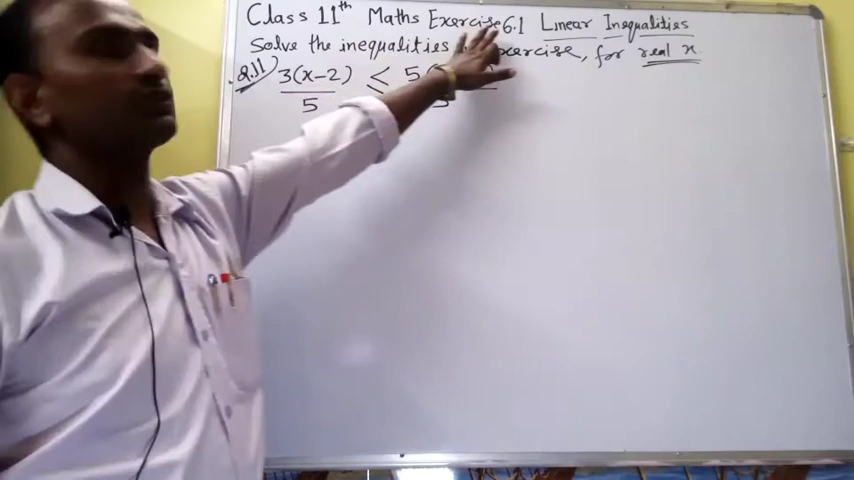 Class 11th Maths Exercise 6.1 Linear Inequalities
Solve the inequalities exercise, for real x.
Q.11) 3(x-2)/5 ≤ 5